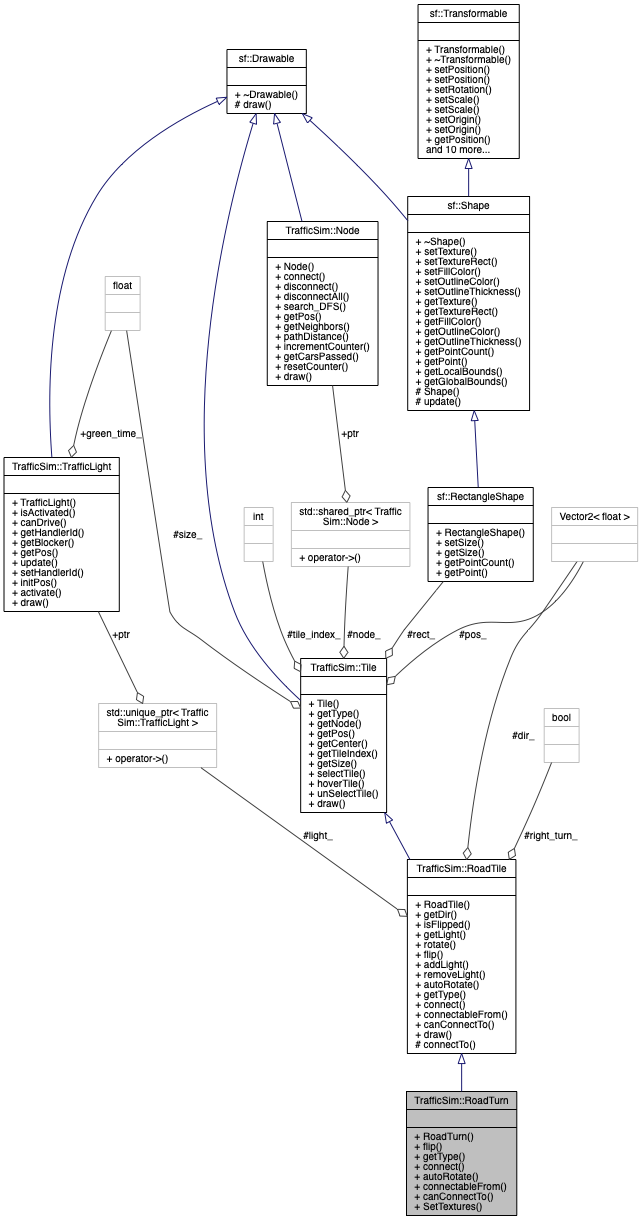 sf::Transformable
+ Transformable()
+ ~Transformable()
+ setPosition()
+ setPosition()
+ setRotation()
+ setScale()
+ setScale()
+ setOrigin()
+ setOrigin()
+ getPosition()
and 10 more...
sf::Drawable
+ ~Drawable()
# draw()
sf::Shape
+ ~Shape()
+ setTexture()
+ setTextureRect()
+ setFillColor()
+ setOutlineColor()
+ setOutlineThickness()
+ getTexture()
+ getTextureRect()
+ getFillColor()
+ getOutlineColor()
+ getOutlineThickness()
+ getPointCount()
+ getPoint()
+ getLocalBounds()
+ getGlobalBounds()
# Shape()
# update()
TrafficSim::Node
+ Node()
+ connect()
+ disconnect()
+ disconnectAll()
+ search_DFS()
+ getPos()
+ getNeighbors()
+ pathDistance()
+ incrementCounter()
+ getCarsPassed()
+ resetCounter()
+ draw()
float
+green_time_
+ptr
TrafficSim::TrafficLight
+ TrafficLight()
+ isActivated()
+ canDrive()
+ getHandlerId()
+ getBlocker()
+ getPos()
+ update()
+ setHandlerId()
+ initPos()
+ activate()
+ draw()
#size_
int
std::shared_ptr< Traffic
Sim::Node >
+ operator->()
sf::RectangleShape
+ RectangleShape()
+ setSize()
+ getSize()
+ getPointCount()
+ getPoint()
Vector2< float >
+ptr
#tile_index_
#node_
#rect_
#pos_
TrafficSim::Tile
+ Tile()
+ getType()
+ getNode()
+ getPos()
+ getCenter()
+ getTileIndex()
+ getSize()
+ selectTile()
+ hoverTile()
+ unSelectTile()
+ draw()
std::unique_ptr< Traffic
Sim::TrafficLight >
+ operator->()
bool
#dir_
#light_
#right_turn_
TrafficSim::RoadTile
+ RoadTile()
+ getDir()
+ isFlipped()
+ getLight()
+ rotate()
+ flip()
+ addLight()
+ removeLight()
+ autoRotate()
+ getType()
+ connect()
+ connectableFrom()
+ canConnectTo()
+ draw()
# connectTo()
TrafficSim::RoadTurn
+ RoadTurn()
+ flip()
+ getType()
+ connect()
+ autoRotate()
+ connectableFrom()
+ canConnectTo()
+ SetTextures()